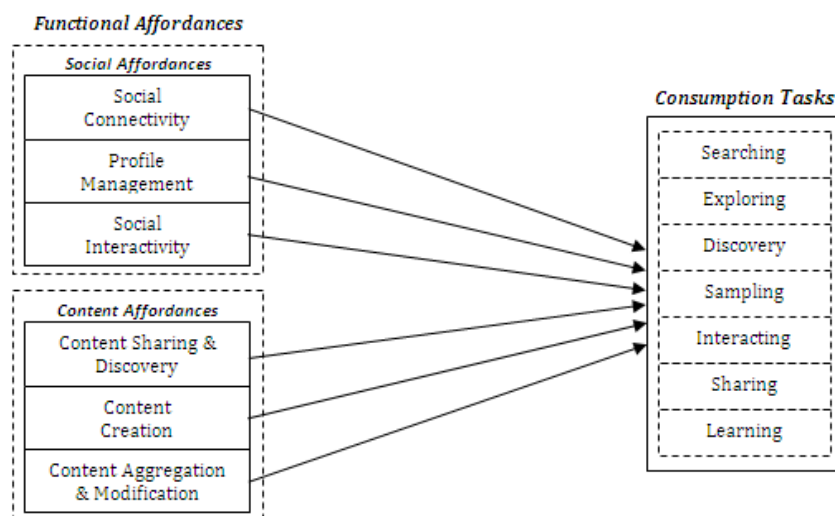 Functional Affordances
Social Affordances
Social
Connectivity
Profile
Management
Social
Interactivity
Content Affordances
Content Sharing &
Discovery
Content
Creation
Content Aggregation
& Modification
Consumption Tasks
Searching
Exploring
Discovery
Sampling
Interacting
Sharing
Learning